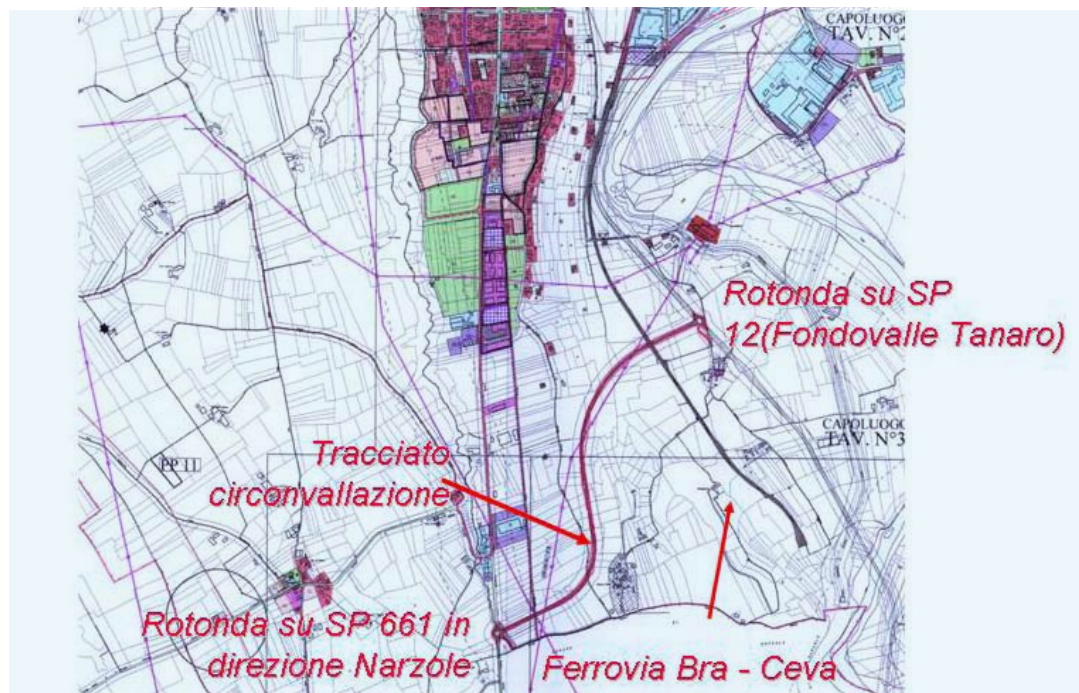 CAPOLUOGO
TAV. N°2
Rotonda su SP
12(Fondovalle Tanaro)
CAPOLUOGO
TAV. N°3
Tracciato
circonvallazione
PP 11
Rotonda su SP 661 in
direzione Narzole
Ferrovia Bra - Ceva